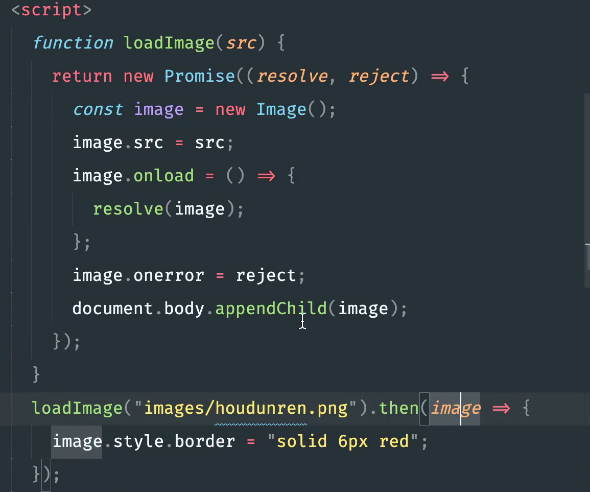 <script>
function loadImage(src) {
return new Promise((resolve, reject) => {
const image = new Image();
image.src = src;
image.onload = () => {
resolve(image);
};
image.onerror = reject;
document.body.appendChild(image);
});
}
loadImage("images/houdunren.png").then(image => {
image.style.border = "solid 6px red";
});